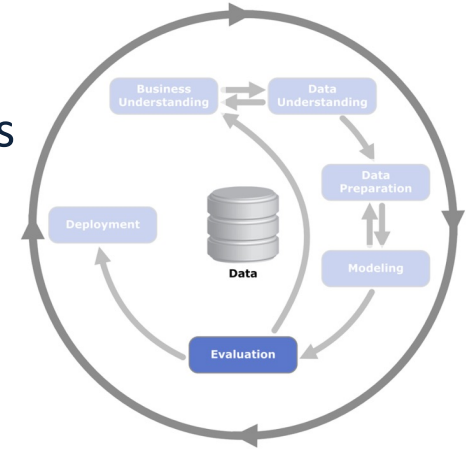 s
Business
Understanding
Data
Understanding
Data
Preparation
Deployment
Data
Modeling
Evaluation